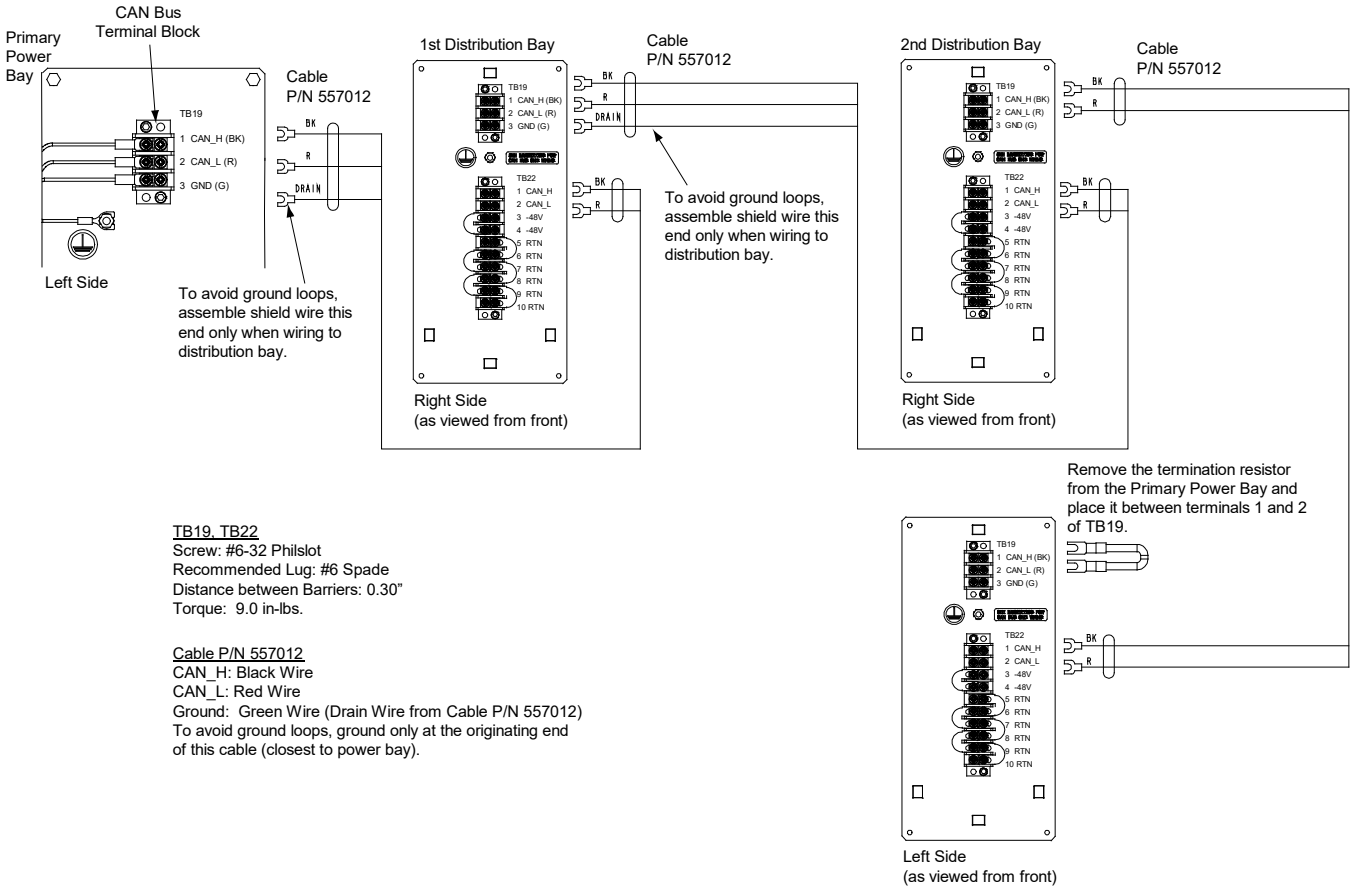 CAN Bus
Terminal Block
Primary
Power
Bay
TB19
1 CAN_H (BK)
2 CAN_L (R)
3 GND (G)
Left Side
Cable
P/N 557012
BK
R
DRAIN
To avoid ground loops,
assemble shield wire this
end only when wiring to
distribution bay.
1st Distribution Bay
TB19
1 CAN_H (BK)
2 CAN_L (R)
3 GND (G)
TB22
1 CAN_H
2 CAN_L
3 -48V
4 -48V
5 RTN
6 RTN
7 RTN
8 RTN
9 RTN
10 RTN
Right Side
(as viewed from front)
BK
R
DRAIN
BK
R
Cable
P/N 557012
To avoid ground loops,
assemble shield wire this
end only when wiring to
distribution bay.
2nd Distribution Bay
TB19
1 CAN_H (BK)
2 CAN_L (R)
3 GND (G)
TB22
1 CAN_H
2 CAN_L
3 -48V
4 -48V
5 RTN
6 RTN
7 RTN
8 RTN
9 RTN
10 RTN
Right Side
(as viewed from front)
BK
R
BK
R
Cable
P/N 557012
Remove the termination resistor
from the Primary Power Bay and
place it between terminals 1 and 2
of TB19.
TB19
1 CAN_H (BK)
2 CAN_L (R)
3 GND (G)
TB22
1 CAN_H
2 CAN_L
3 -48V
4 -48V
5 RTN
6 RTN
7 RTN
8 RTN
9 RTN
10 RTN
BK
R
Left Side
(as viewed from front)
TB19, TB22
Screw: #6-32 Philslot
Recommended Lug: #6 Spade
Distance between Barriers: 0.30”
Torque: 9.0 in-lbs.
Cable P/N 557012
CAN_H: Black Wire
CAN_L: Red Wire
Ground: Green Wire (Drain Wire from Cable P/N 557012)
To avoid ground loops, ground only at the originating end
of this cable (closest to power bay).